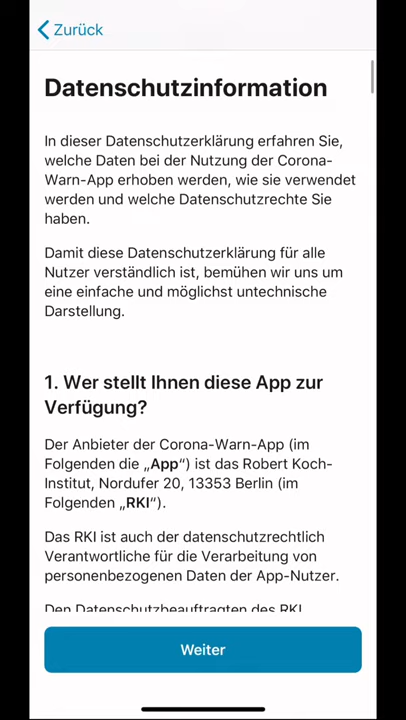 Zurück
Datenschutzinformation
In dieser Datenschutzerklärung erfahren Sie,
welche Daten bei der Nutzung der Corona-
Warn-App erhoben werden, wie sie verwendet
werden und welche Datenschutzrechte Sie
haben.
Damit diese Datenschutzerklärung für alle
Nutzer verständlich ist, bemühen wir uns um
eine einfache und möglichst untechnische
Darstellung.
1. Wer stellt Ihnen diese App zur
Verfügung?
Der Anbieter der Corona-Warn-App (im
Folgenden die „App“) ist das Robert Koch-
Institut, Nordufer 20, 13353 Berlin (im
Folgenden „RKI“).
Das RKI ist auch der datenschutzrechtlich
Verantwortliche für die Verarbeitung von
personenbezogenen Daten der App-Nutzer.
Den Datenschutzbeauftragten des RKI
Weiter